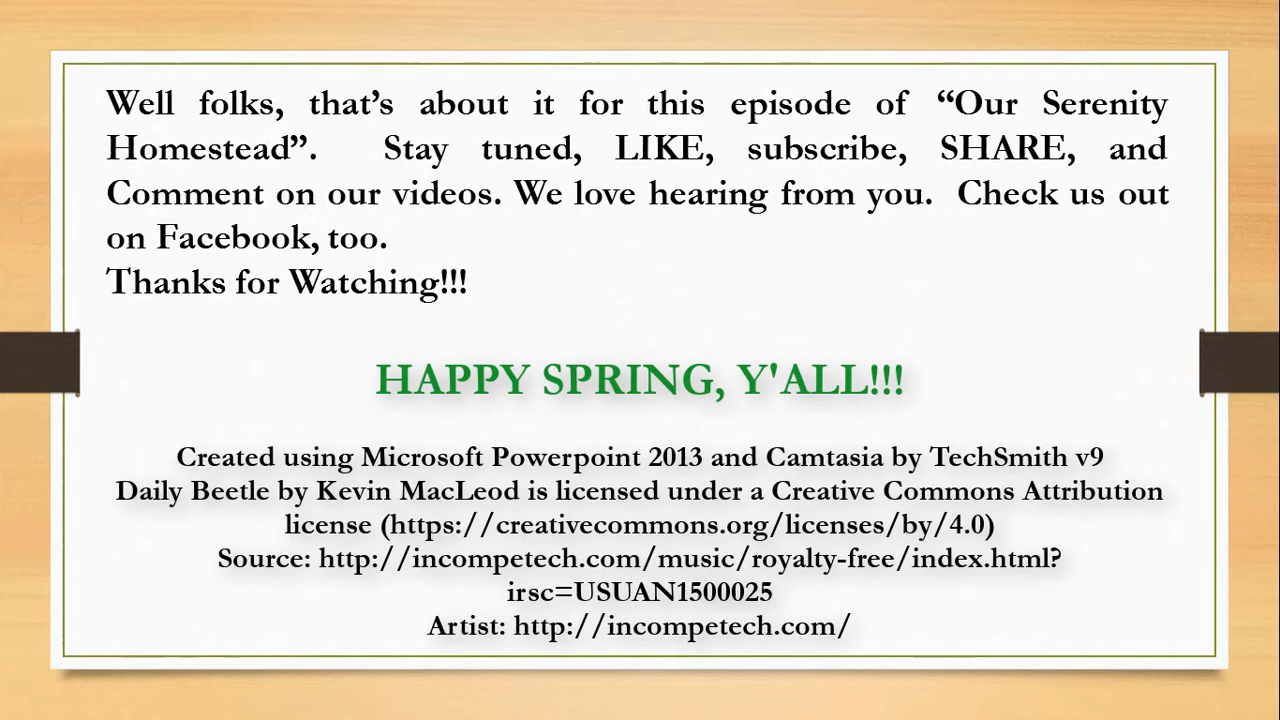 Well folks, that’s about it for this episode of “Our Serenity
Homestead”.  Stay tuned, LIKE, subscribe, SHARE, and
Comment on our videos. We love hearing from you.  Check us out
on Facebook, too.
Thanks for Watching!!!
HAPPY SPRING, Y'ALL!!!
Created using Microsoft Powerpoint 2013 and Camtasia by TechSmith v9
Daily Beetle by Kevin MacLeod is licensed under a Creative Commons Attribution
license (https://creativecommons.org/licenses/by/4.0)
Source: http://incompetech.com/music/royalty-free/index.html?
irsc=USUAN1500025
Artist: http://incompetech.com/